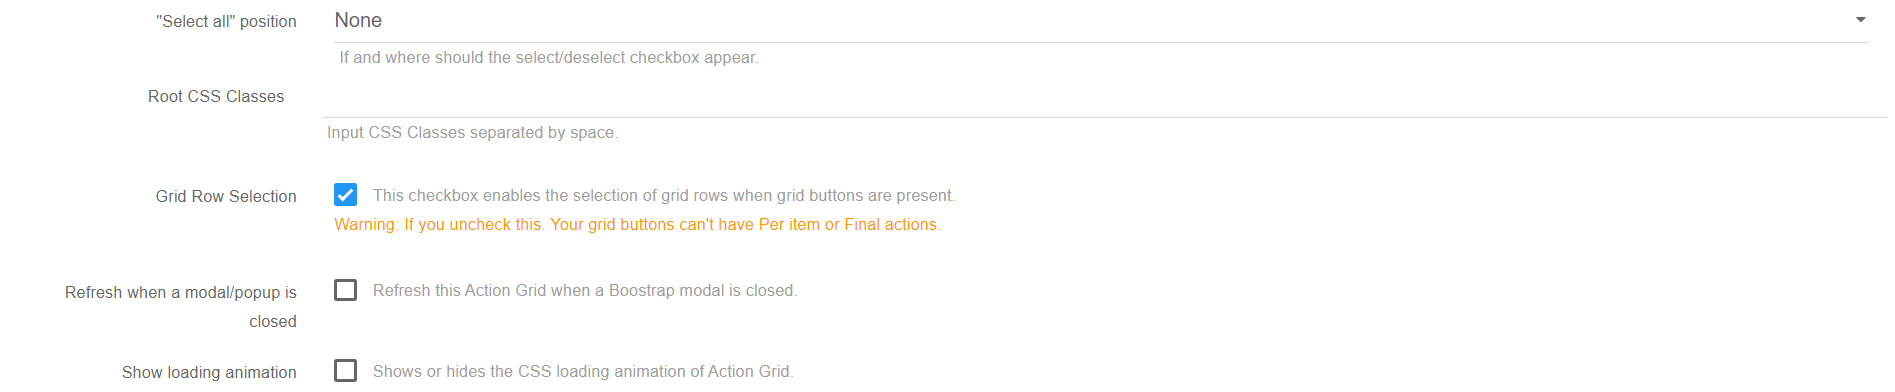 "Select all" position
None
If and where should the select/deselect checkbox appear.
Root CSS Classes
Input CSS Classes separated by space.
Grid Row Selection
This checkbox enables the selection of grid rows when grid buttons are present.
Warning: If you uncheck this. Your grid buttons can't have Per item or Final actions.
Refresh when a modal/popup is
closed
Refresh this Action Grid when a Boostrap modal is closed.
Show loading animation
Shows or hides the CSS loading animation of Action Grid.